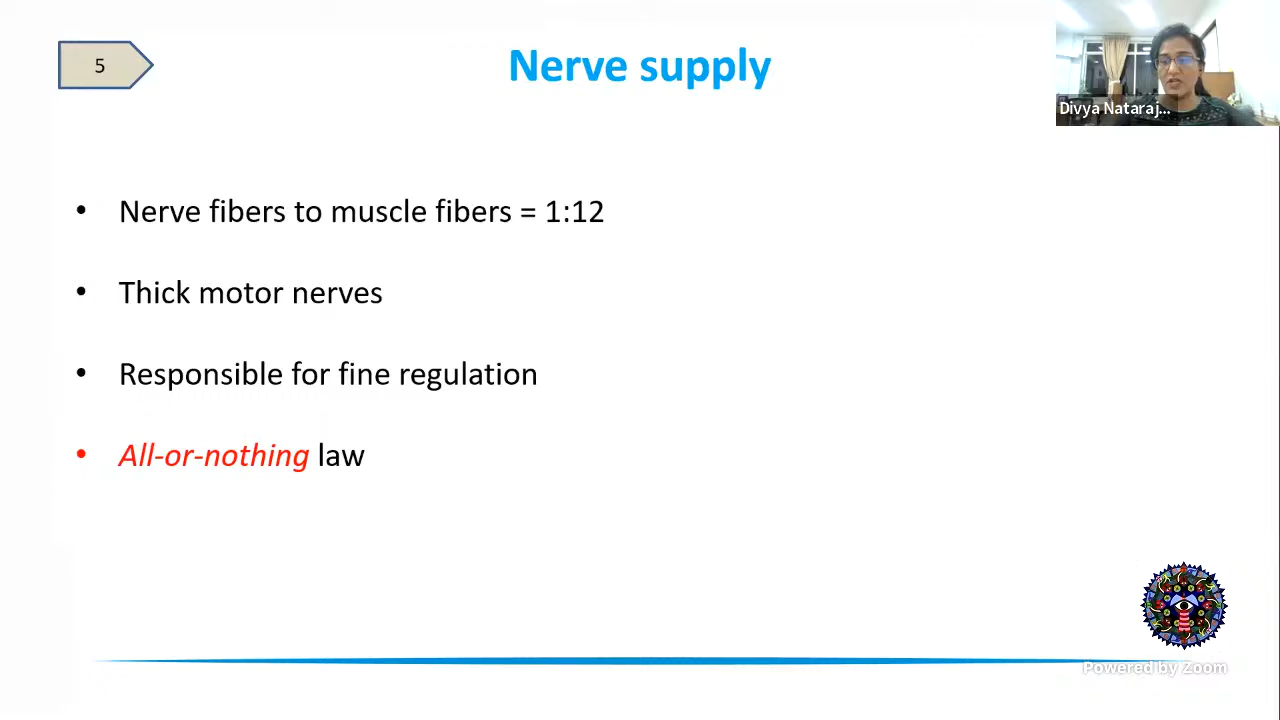 5
Nerve supply
Divya Nataraj...
• Nerve fibers to muscle fibers = 1:12
• Thick motor nerves
• Responsible for fine regulation
• All-or-nothing law
Powered by Zoom